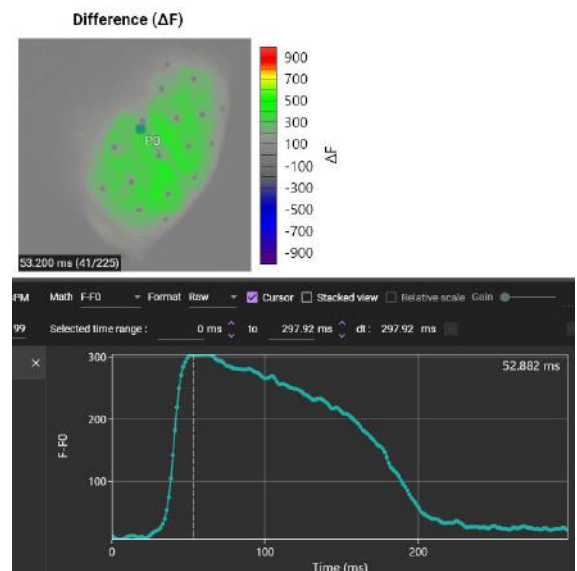 Difference (ΔF)
900
700
500
300
100
-100
-300
-500
-700
-900
ΔF
P0
53.200 ms (41/225)
Math F-F0 Format Raw Cursor Stacked view Relative scale Gain
99 Selected time range : 0 ms to 297.92 ms dt : 297.92 ms
×
52.882 ms
300
200
100
F-F0
0 100 200
Time (ms)